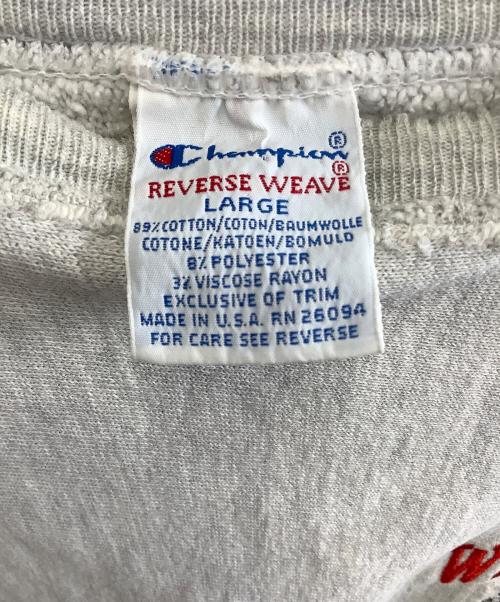 Champion®
REVERSE WEAVE®
LARGE
89% COTTON/COTON/BAUMWOLLE
COTONE/KATOEN/BOMULD
8% POLYESTER
3% VISCOSE RAYON
EXCLUSIVE OF TRIM
MADE IN U.S.A. RN 26094
FOR CARE SEE REVERSE